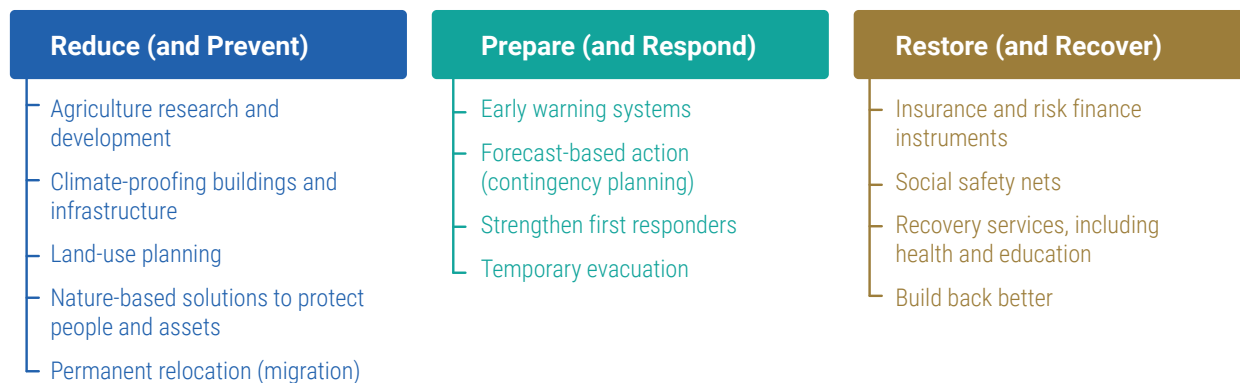 Reduce (and Prevent)
Agriculture research and
development
Climate-proofing buildings and
infrastructure
Land-use planning
Nature-based solutions to protect
people and assets
Permanent relocation (migration)
Prepare (and Respond)
Early warning systems
Forecast-based action
(contingency planning)
Strengthen first responders
Temporary evacuation
Restore (and Recover)
Insurance and risk finance
instruments
Social safety nets
Recovery services, including
health and education
Build back better